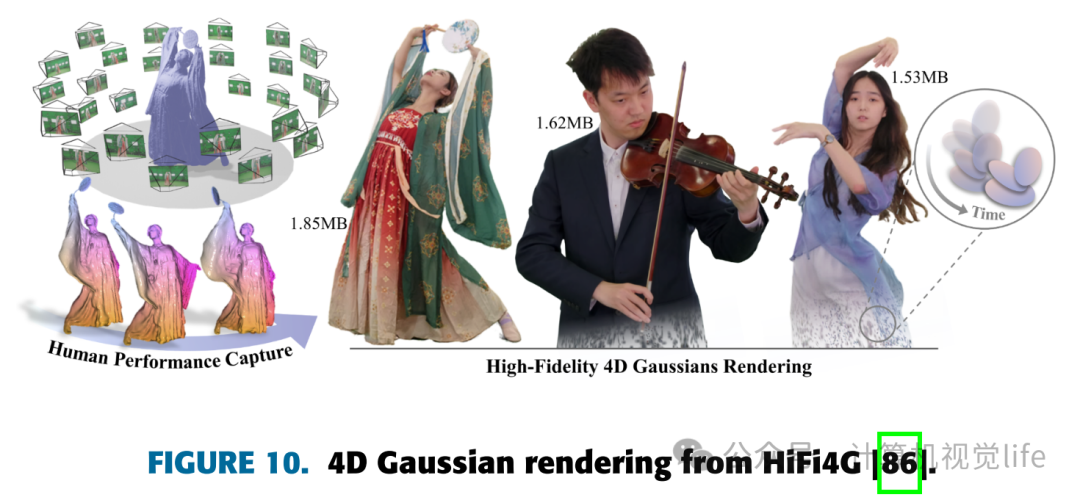 1.53MB
1.62MB
1.85MB
Time
Human Performance Capture
High-Fidelity 4D Gaussians Rendering
FIGURE 10. 4D Gaussian rendering from HiFi4G [86].
公众号 · 计算机视觉life